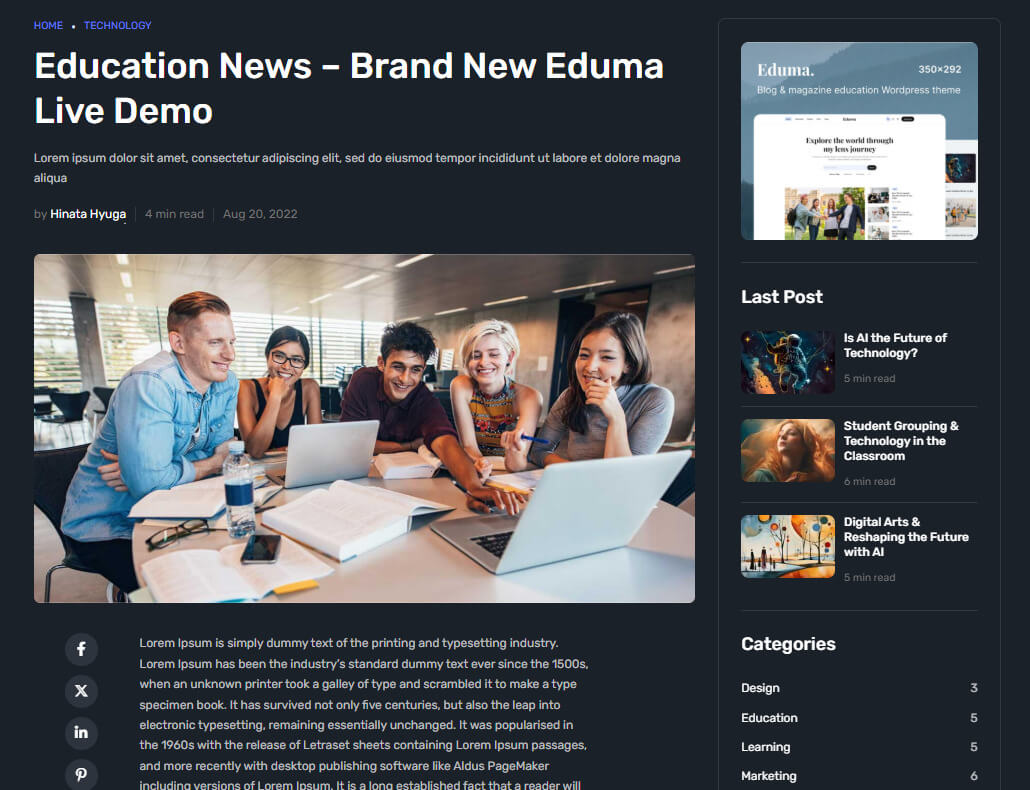 HOME • TECHNOLOGY
Education News – Brand New Eduma
Live Demo
Lorem ipsum dolor sit amet, consectetur adipiscing elit, sed do eiusmod tempor incididunt ut labore et dolore magna
aliqua
by Hinata Hyuga
4 min read
Aug 20, 2022
Lorem Ipsum is simply dummy text of the printing and typesetting industry.
Lorem Ipsum has been the industry’s standard dummy text ever since the 1500s,
when an unknown printer took a galley of type and scrambled it to make a type
specimen book. It has survived not only five centuries, but also the leap into
electronic typesetting, remaining essentially unchanged. It was popularised in
the 1960s with the release of Letraset sheets containing Lorem Ipsum passages,
and more recently with desktop publishing software like Aldus PageMaker
including versions of Lorem Ipsum. It is a long established fact that a reader will
Eduma.
350×292
Blog & magazine education Wordpress theme
Eduma
Explore the world through
my lens journey
Last Post
Is AI the Future of
Technology?
5 min read
Student Grouping &
Technology in the
Classroom
6 min read
Digital Arts &
Reshaping the Future
with AI
5 min read
Categories
Design 3
Education 5
Learning 5
Marketing 6